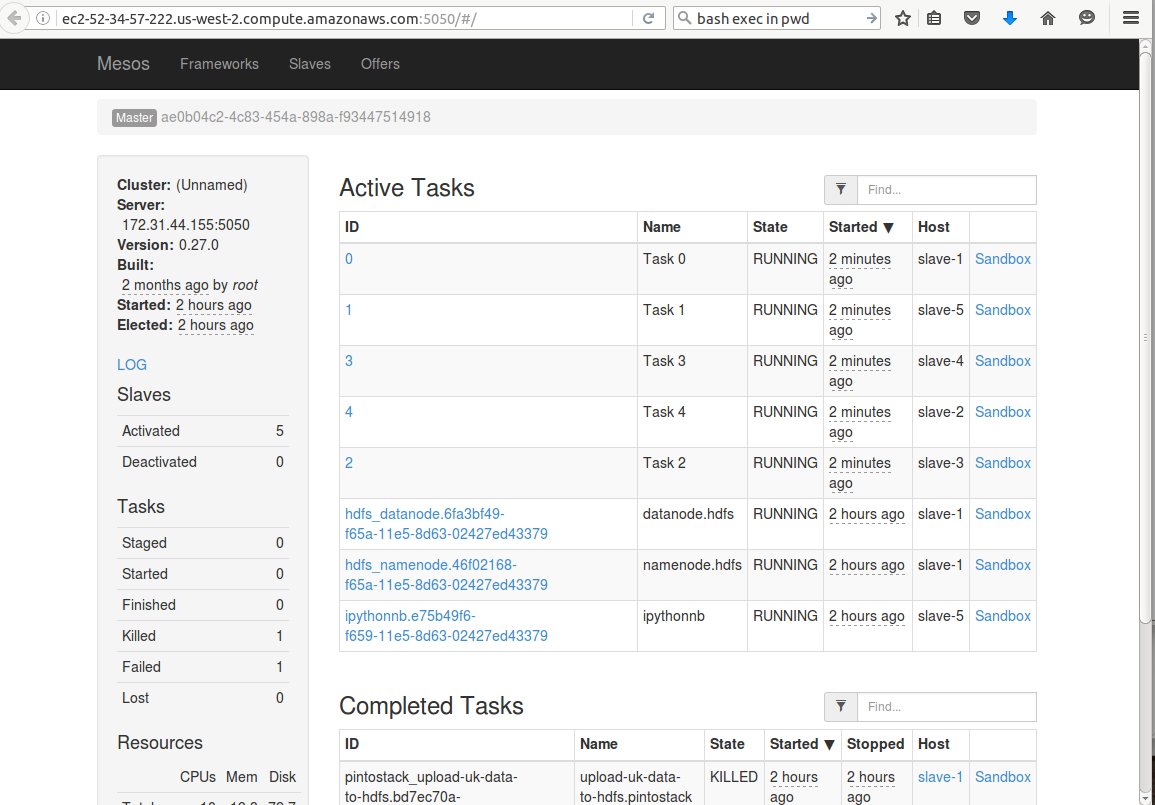 ec2-52-34-57-222.us-west-2.compute.amazonaws.com:5050/#/
bash exec in pwd
Mesos Frameworks Slaves Offers
Master ae0b04c2-4c83-454a-898a-f93447514918
Cluster: (Unnamed)
Server:
172.31.44.155:5050
Version: 0.27.0
Built:
2 months ago by root
Started: 2 hours ago
Elected: 2 hours ago
LOG
Slaves
Activated 5
Deactivated 0
Tasks
Staged 0
Started 0
Finished 0
Killed 1
Failed 1
Lost 0
Resources
CPUs Mem Disk
Active Tasks
Find...
ID Name State Started ▼ Host
0 Task 0 RUNNING 2 minutes slave-1 Sandbox
ago
1 Task 1 RUNNING 2 minutes slave-5 Sandbox
ago
3 Task 3 RUNNING 2 minutes slave-4 Sandbox
ago
4 Task 4 RUNNING 2 minutes slave-2 Sandbox
ago
2 Task 2 RUNNING 2 minutes slave-3 Sandbox
ago
hdfs_datanode.6fa3bf49- datanode.hdfs RUNNING 2 hours ago slave-1 Sandbox
f65a-11e5-8d63-02427ed43379
hdfs_namenode.46f02168- namenode.hdfs RUNNING 2 hours ago slave-1 Sandbox
f65a-11e5-8d63-02427ed43379
ipythonnb.e75b49f6- ipythonnb RUNNING 2 hours ago slave-5 Sandbox
f659-11e5-8d63-02427ed43379
Completed Tasks
Find...
ID Name State Started ▼ Stopped Host
pintostack_upload-uk-data- upload-uk-data- KILLED 2 hours 2 hours slave-1 Sandbox
to-hdfs.bd7ec70a- to-hdfs.pintostack ago ago